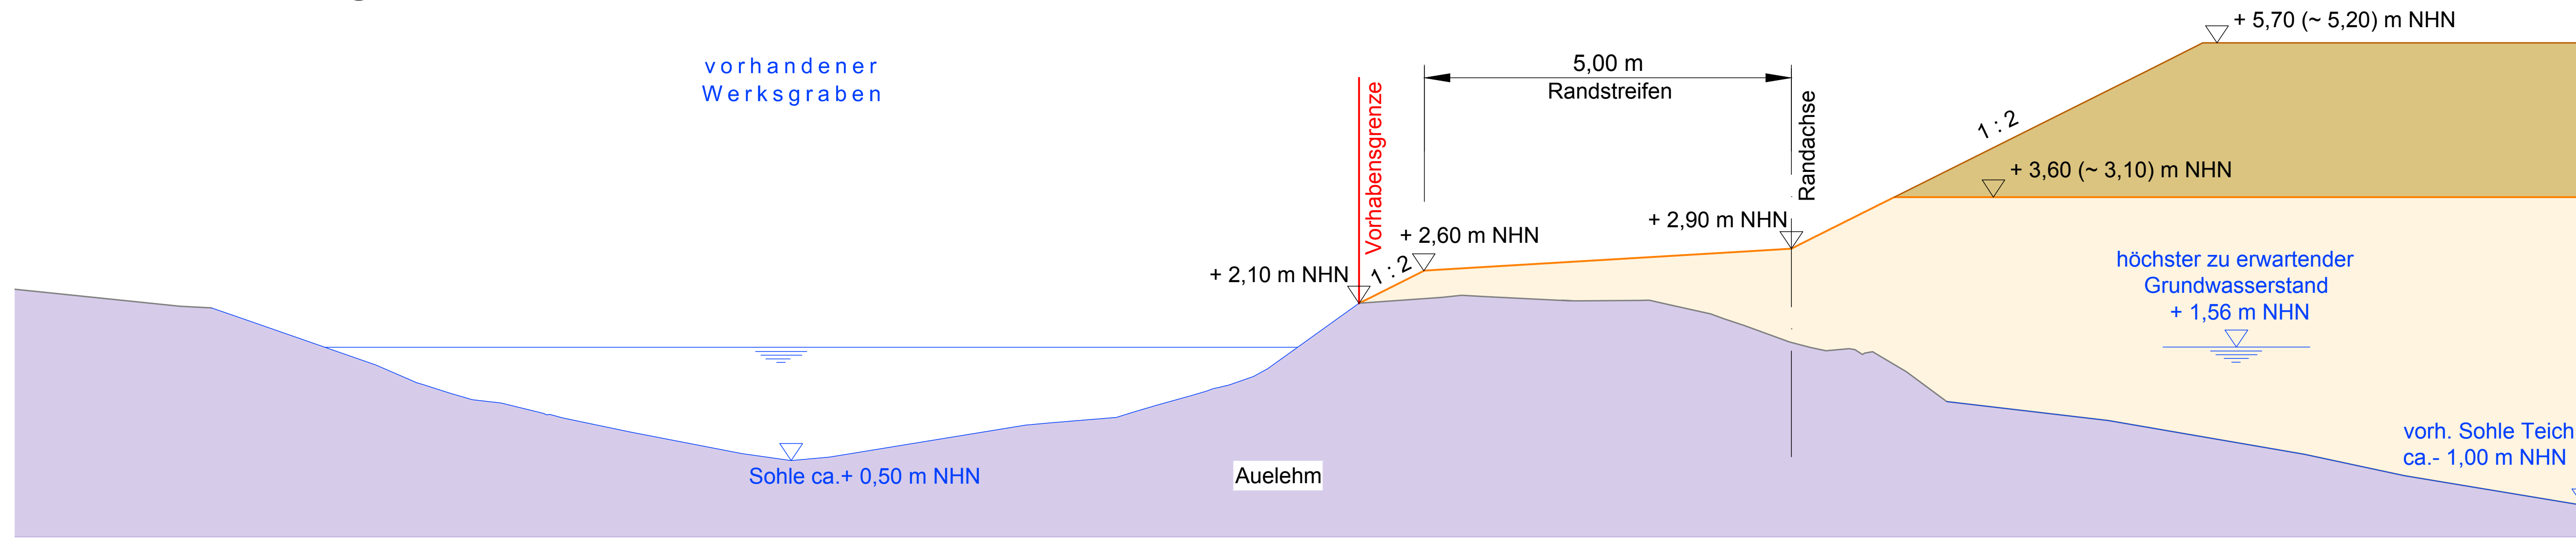 + 5,70 (~ 5,20) m NHN
vorhandener
Werksgraben
5,00 m
Randstreifen
Vorhabensgrenze
Randachse
1 : 2
+ 3,60 (~ 3,10) m NHN
+ 2,90 m NHN
+ 2,60 m NHN
+ 2,10 m NHN
1 : 2
höchster zu erwartender
Grundwasserstand
+ 1,56 m NHN
vorh. Sohle Teich
ca.- 1,00 m NHN
Sohle ca.+ 0,50 m NHN
Auelehm